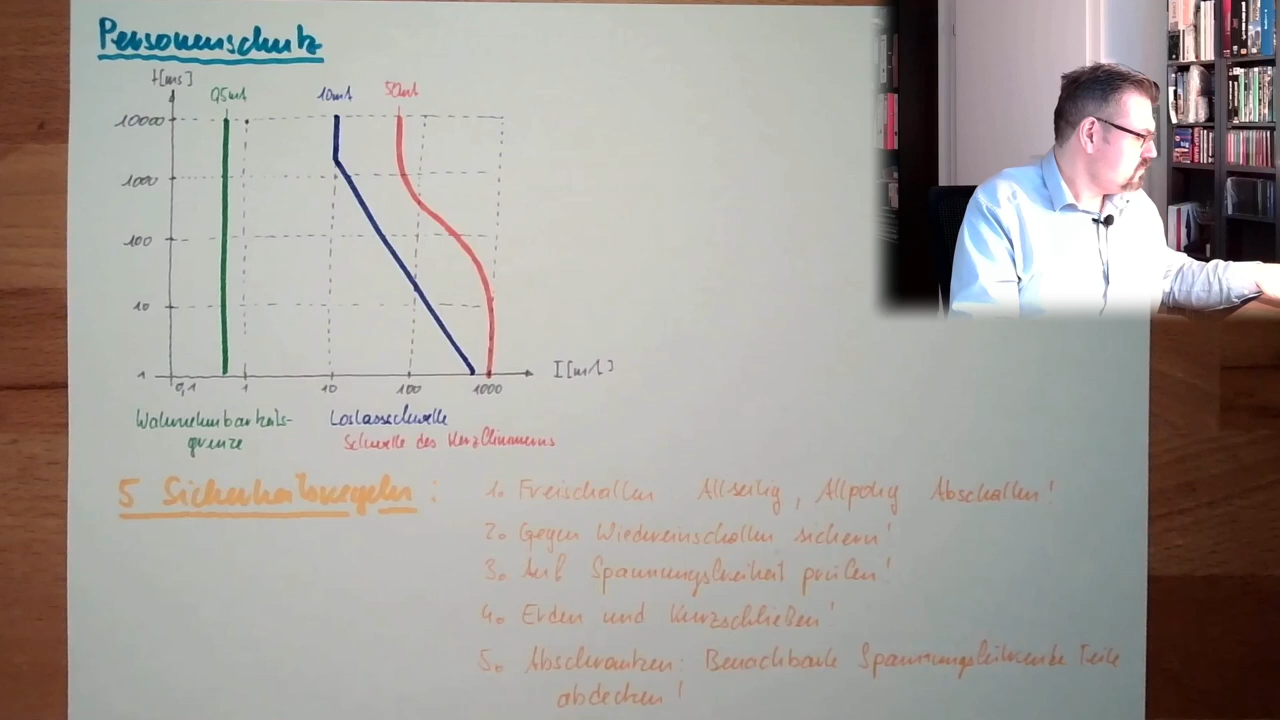 Personenschutz
t[ms]
0,5mA 10mA 50mA
10000
1000
100
10
1
0,1 1 10 100 1000 I[mA]
Wahrnehmbarkeits-
grenze
Loslassschwelle
Schwelle des Herzflimmerns
5 Sicherheitsregeln:
1. Freischalten Allseitig, Allpolig Abschalten!
2. Gegen Wiedereinschalten sichern!
3. Auf Spannungsfreiheit prüfen!
4. Erden und Kurzschließen!
5. Abschranken: Benachbarte Spannungsführende Teile
abdecken!